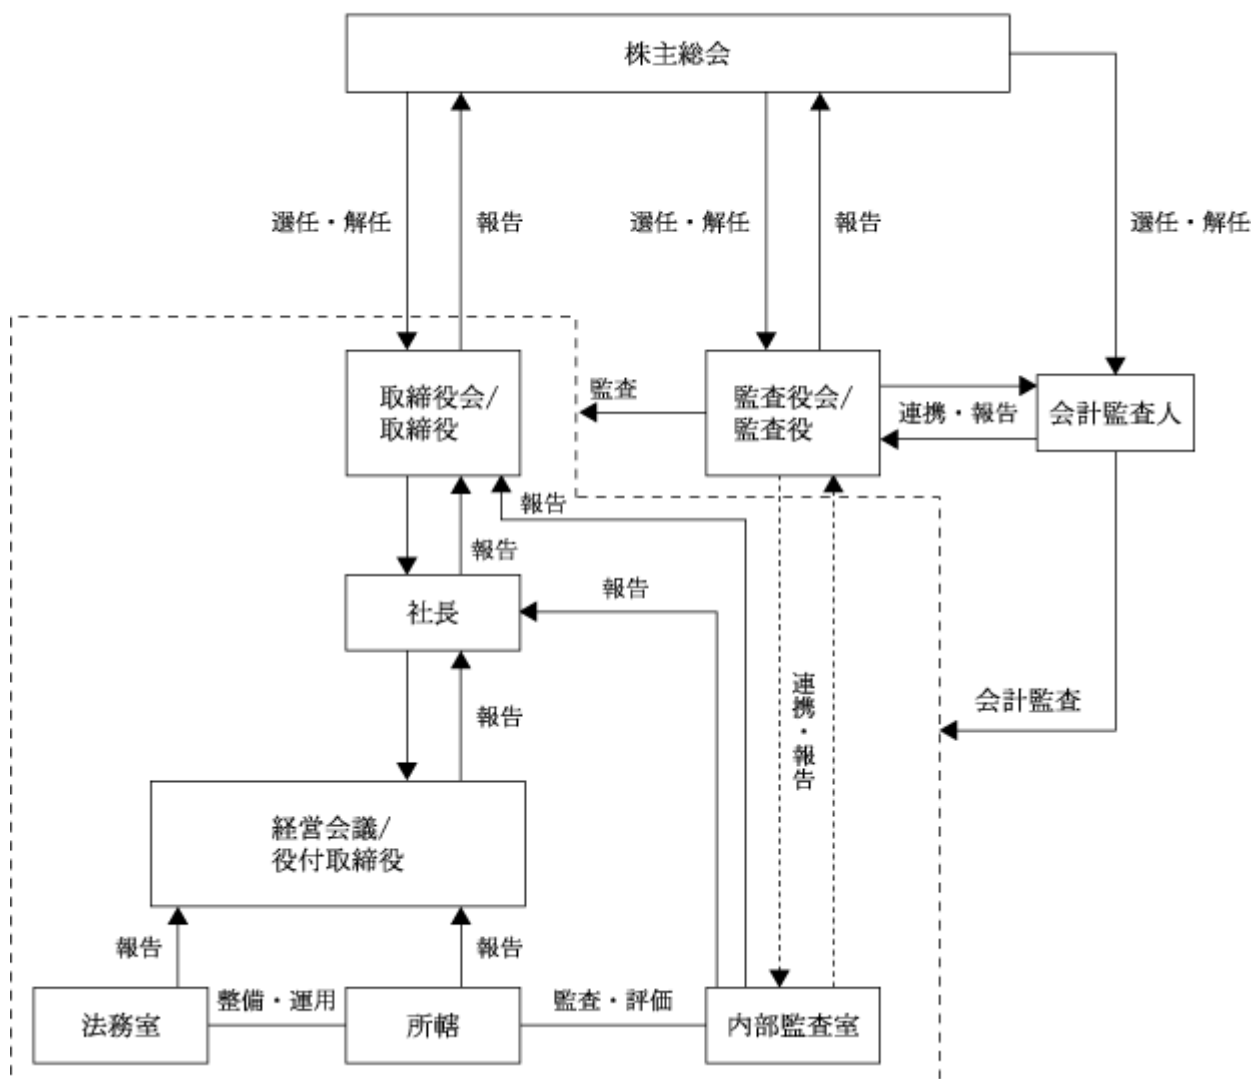 株主総会
選任・解任
報告
選任・解任
報告
選任・解任
取締役会/
取締役
監査
監査役会/
監査役
連携・報告
会計監査人
報告
報告
社長
報告
連携・報告
会計監査
報告
経営会議/
役付取締役
報告
報告
法務室
整備・運用
所轄
監査・評価
内部監査室